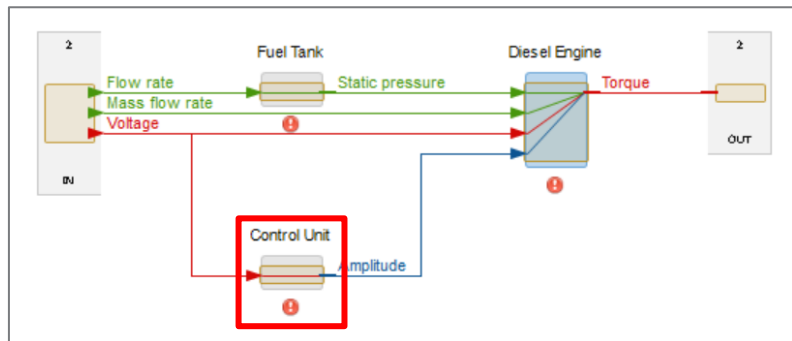 2
2
Fuel Tank
Diesel Engine
Flow rate
Static pressure
Torque
Mass flow rate
Voltage
IN
OUT
Control Unit
Amplitude